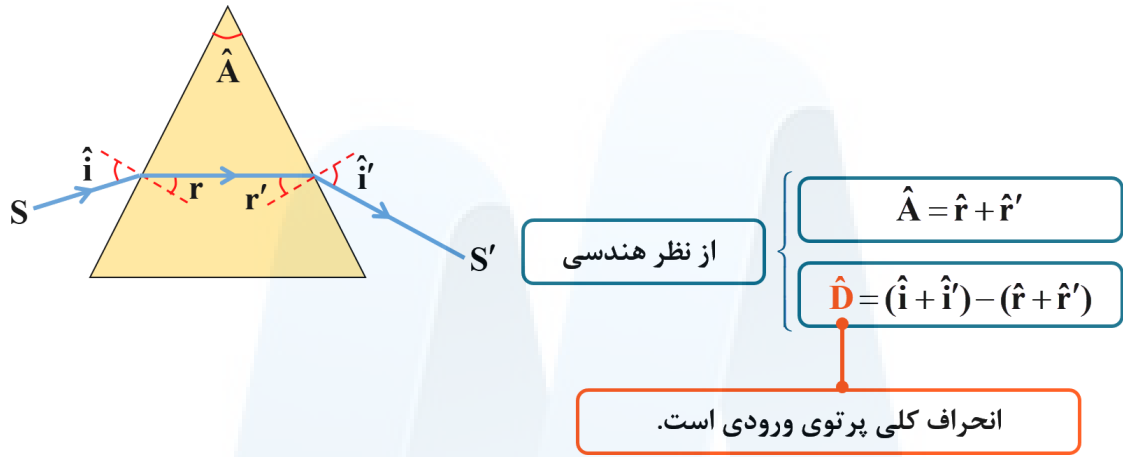 Â
î
r
r′
î′
S
S′
از نظر هندسی
Â = r̂ + r̂′
D̂ = (î + î′) − (r̂ + r̂′)
انحراف کلی پرتوی ورودی است.